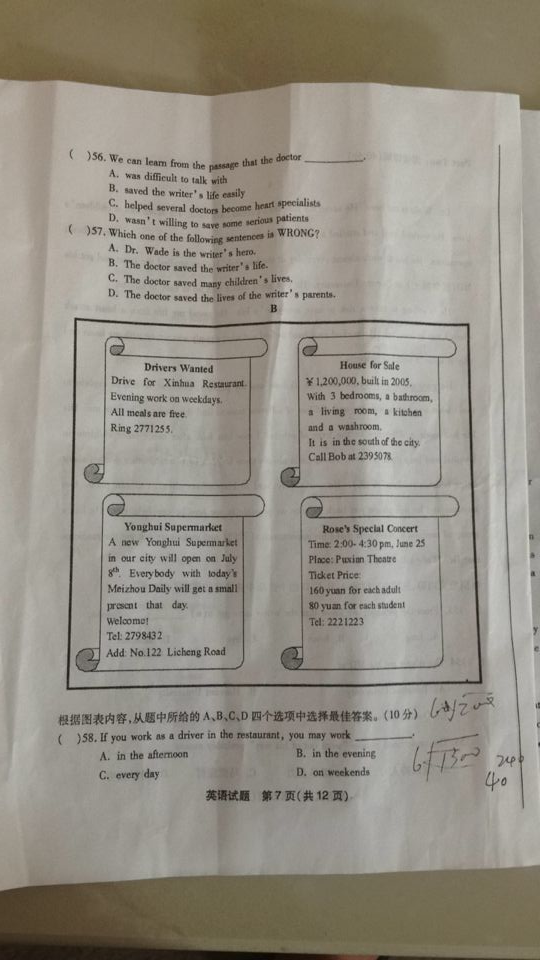 ( )56. We can learn from the passage that the doctor ________.
A. was difficult to talk with
B. saved the writer's life easily
C. helped several doctors become heart specialists
D. wasn't willing to save some serious patients
( )57. Which one of the following sentences is WRONG?
A. Dr. Wade is the writer's hero.
B. The doctor saved the writer's life.
C. The doctor saved many children's lives.
D. The doctor saved the lives of the writer's parents.
B
Drivers Wanted
Drive for Xinhua Restaurant.
Evening work on weekdays.
All meals are free.
Ring 2771255.
House for Sale
¥1,200,000, built in 2005,
With 3 bedrooms, a bathroom,
a living room, a kitchen
and a washroom.
It is in the south of the city.
Call Bob at 2395078.
Yonghui Supermarket
A new Yonghui Supermarket
in our city will open on July
8th. Everybody with today's
Meizhou Daily will get a small
present that day.
Welcome!
Tel: 2798432
Add: No.122 Licheng Road
Rose's Special Concert
Time: 2:00- 4:30 pm, June 25
Place: Puxian Theatre
Ticket Price:
160 yuan for each adult
80 yuan for each student
Tel: 2221223
根据图表内容,从题中所给的 A、B、C、D 四个选项中选择最佳答案。(10 分)
( )58. If you work as a driver in the restaurant, you may work ________.
A. in the afternoon B. in the evening
C. every day D. on weekends
英语试题 第 7 页(共 12 页)
40